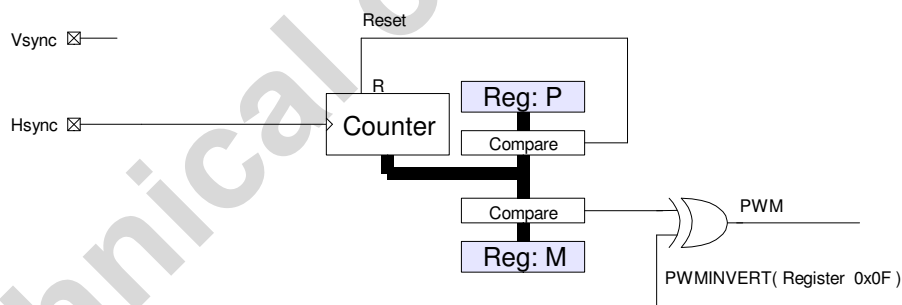 Reset
Vsync
R
Reg: P
Hsync
Counter
Compare
PWM
Compare
Reg: M
PWMINVERT( Register 0x0F )